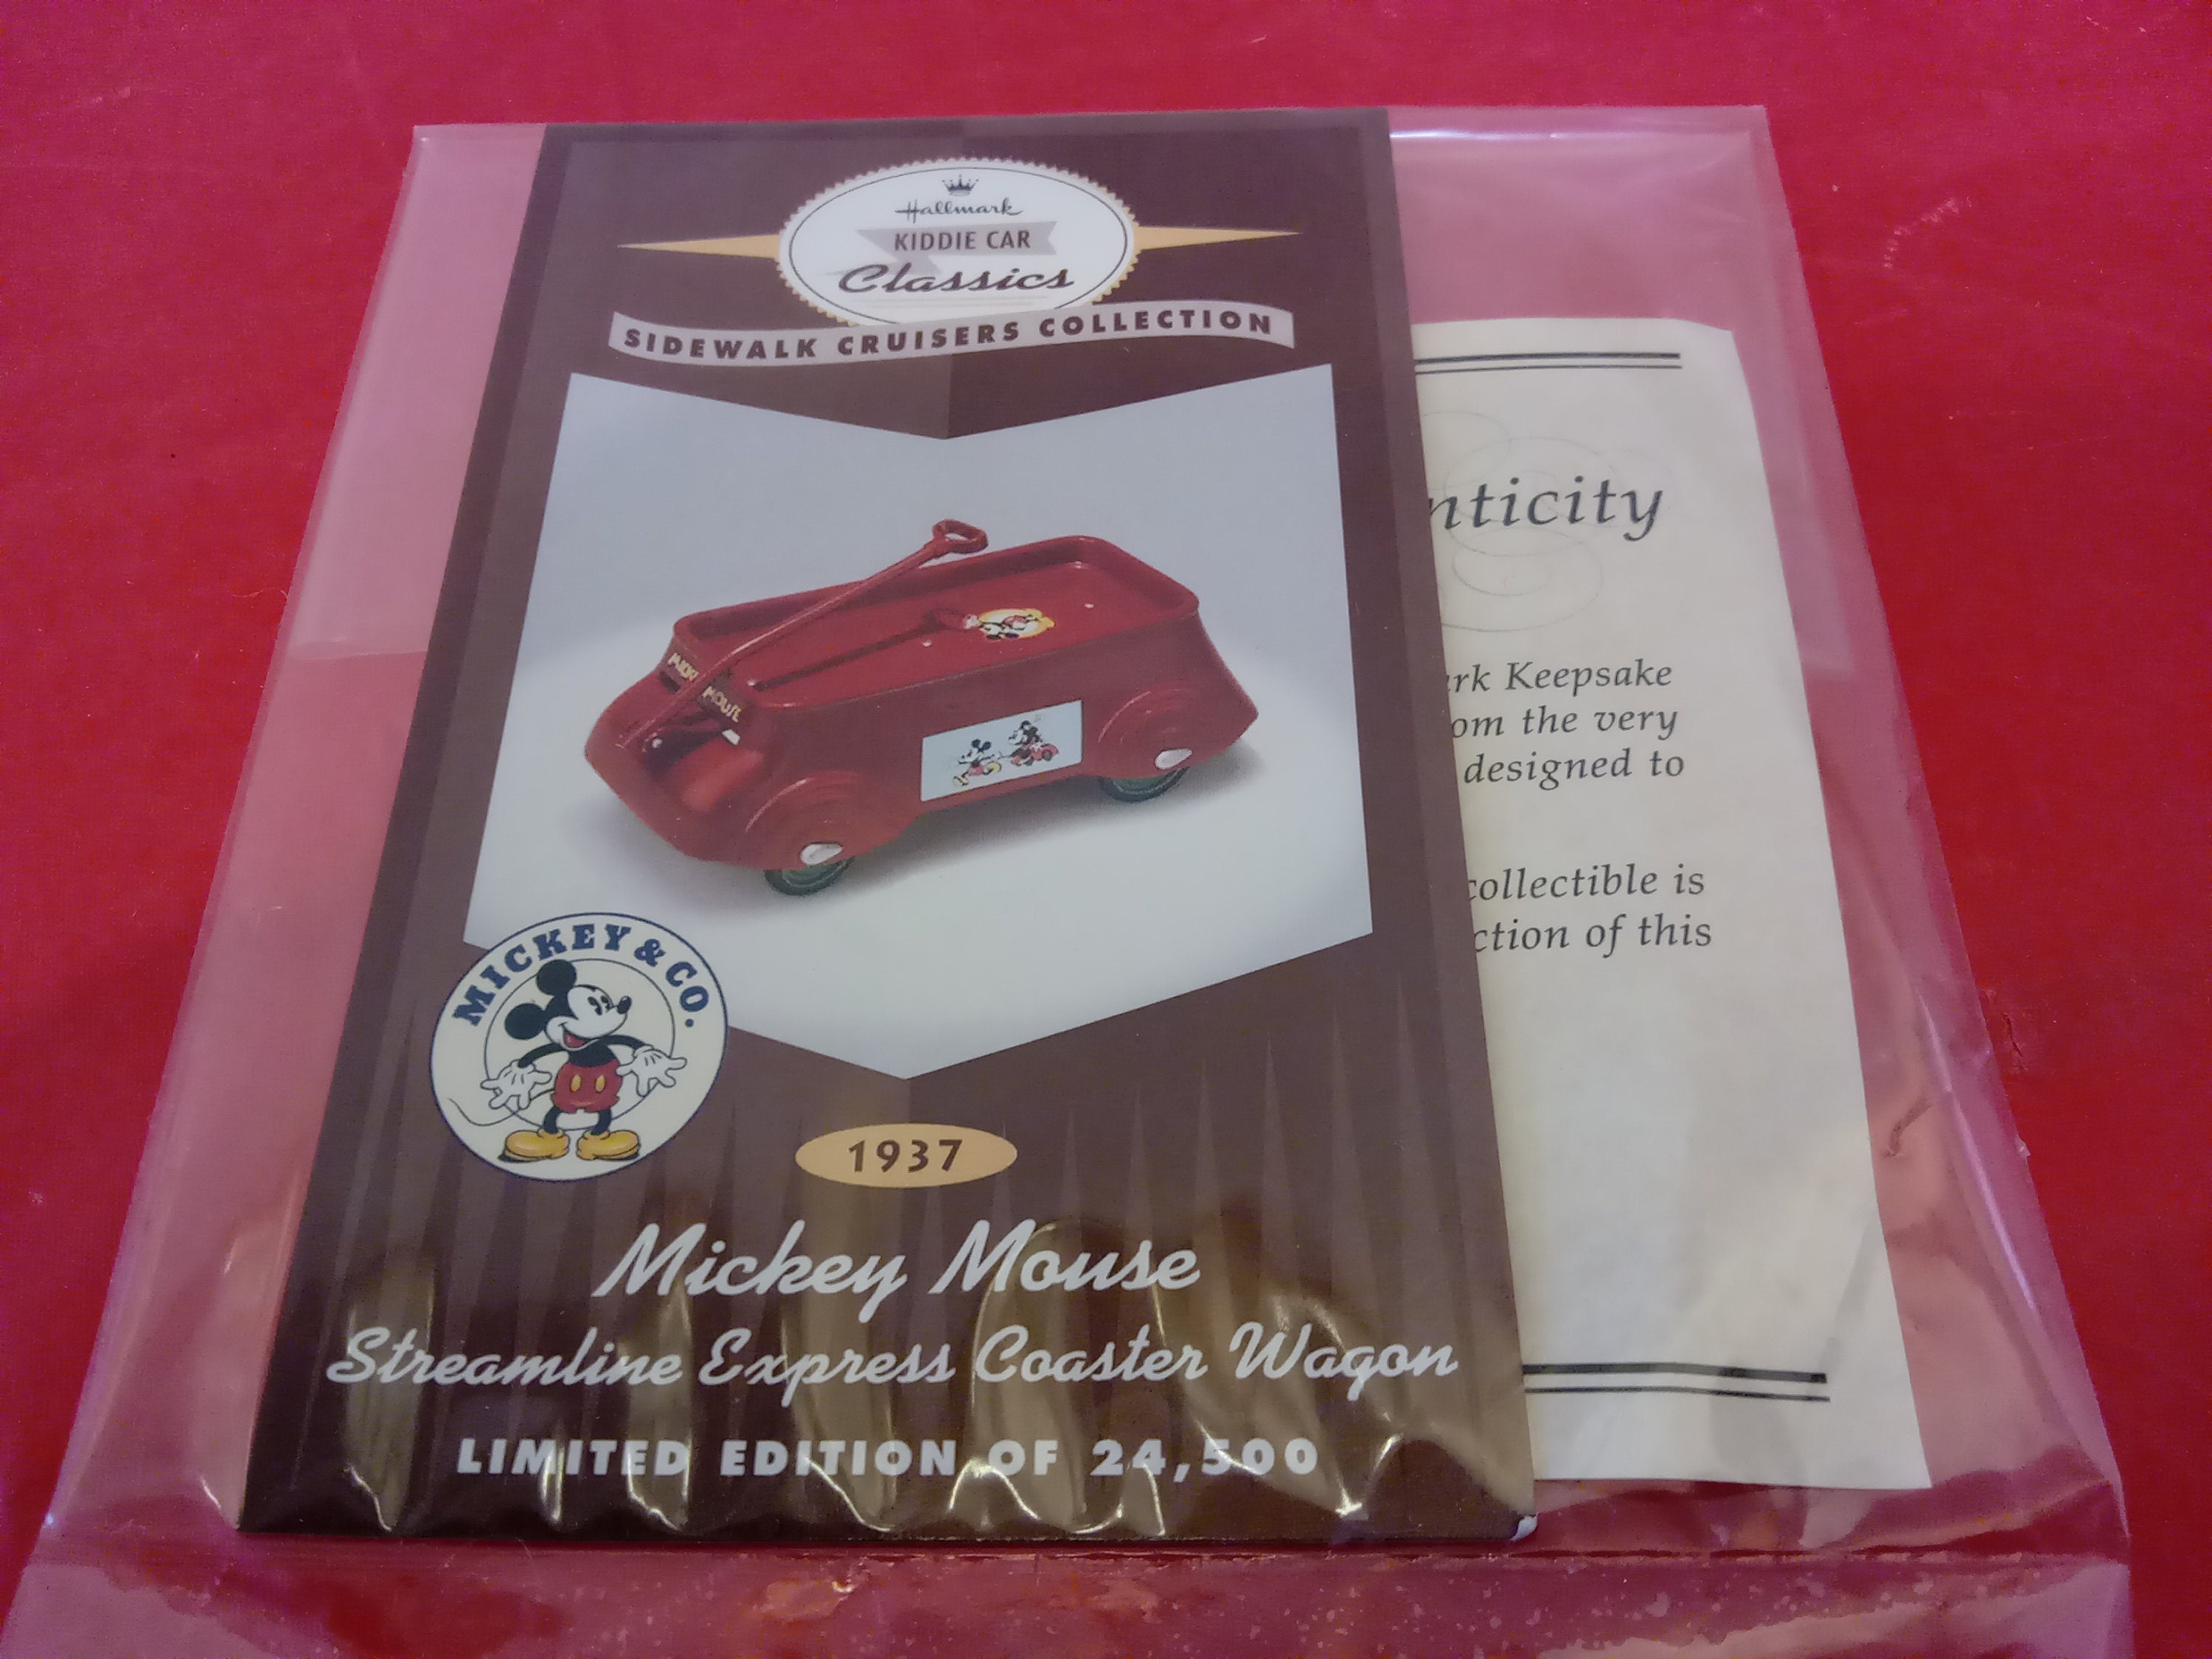 Hallmark
KIDDIE CAR
Classics
SIDEWALK CRUISERS COLLECTION
MICKEY MOUSE
MICKEY & CO.
1937
Mickey Mouse
Streamline Express Coaster Wagon
LIMITED EDITION OF 24,500
nticity
rk Keepsake
om the very
designed to
collectible is
ction of this